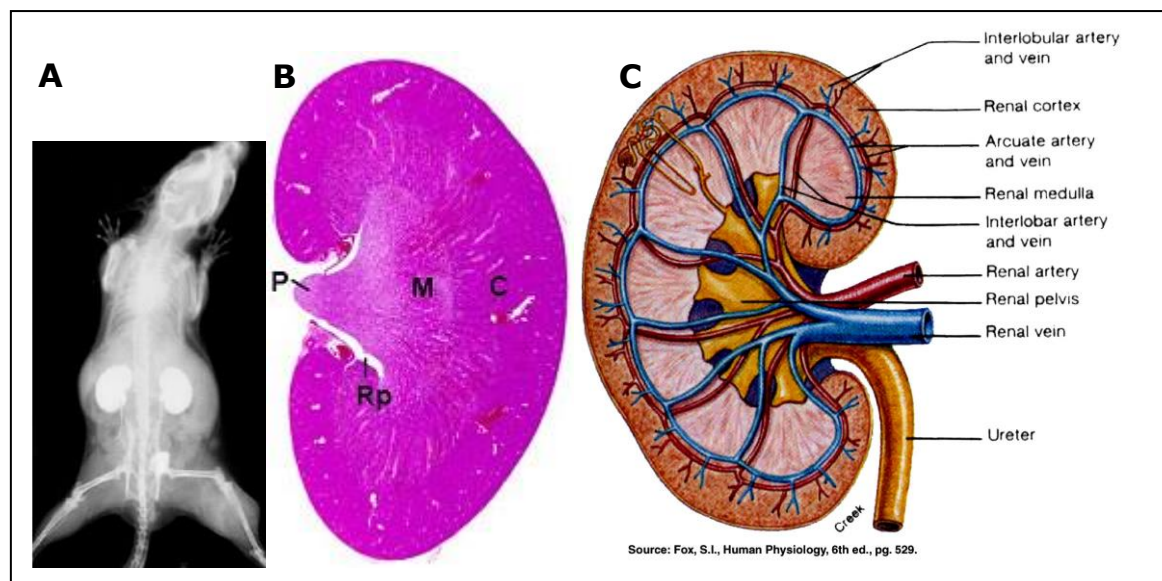 A
B
P
M
C
Rp
C
Interlobular artery
and vein
Renal cortex
Arcuate artery
and vein
Renal medulla
Interlobar artery
and vein
Renal artery
Renal pelvis
Renal vein
Ureter
Creek
Source: Fox, S.I., Human Physiology, 6th ed., pg. 529.